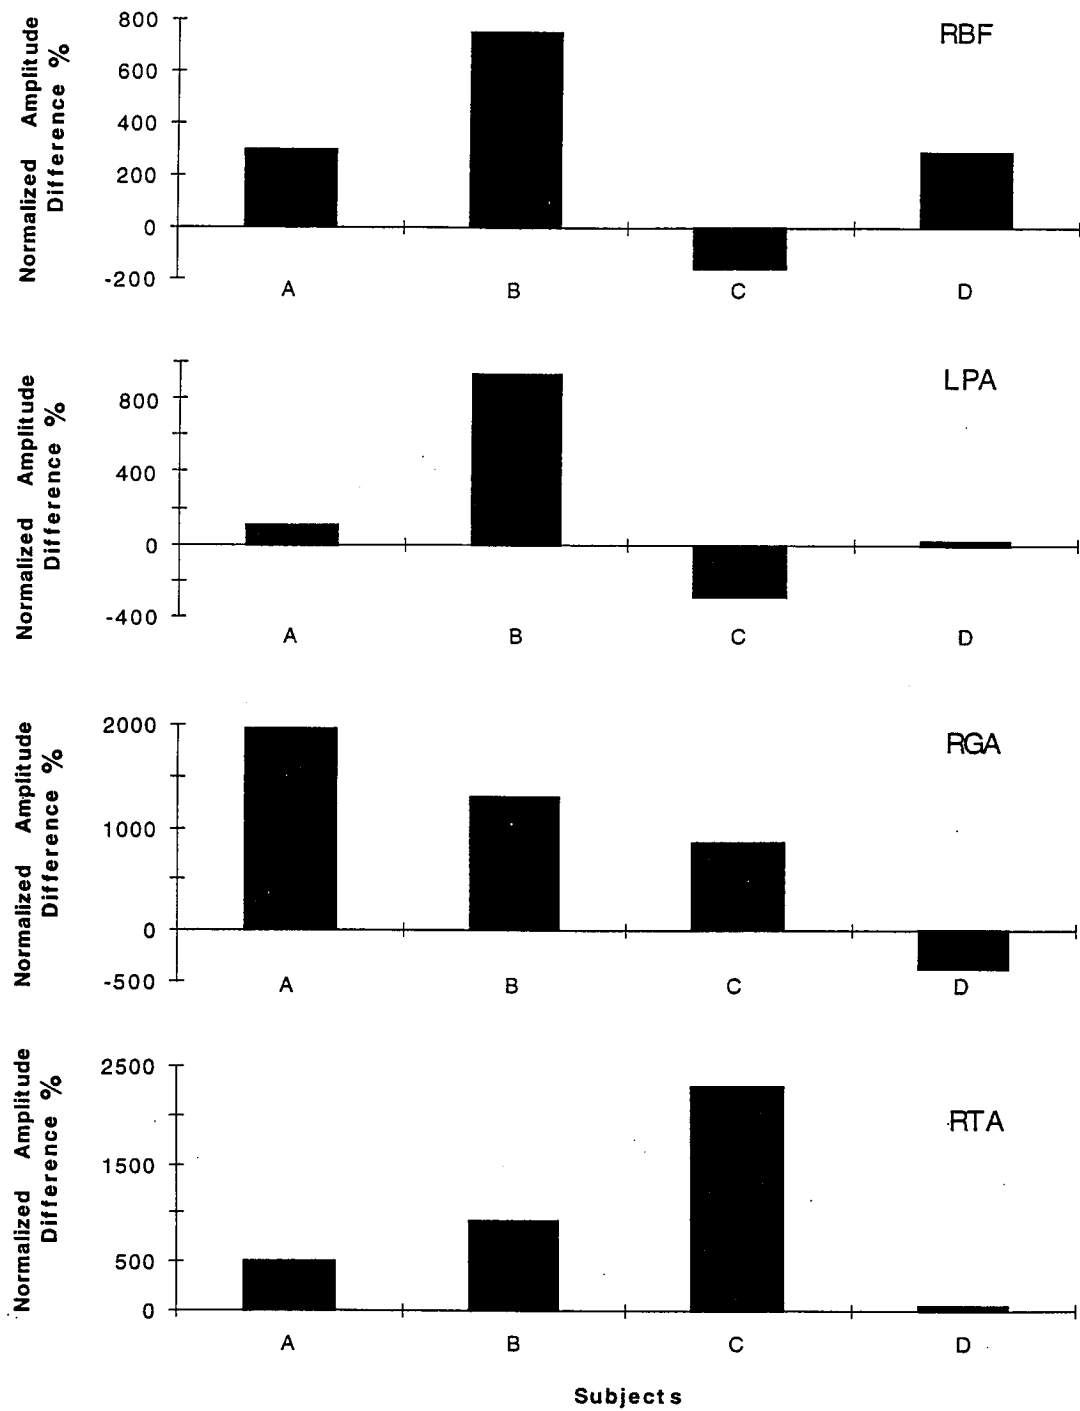 Normalized Amplitude
Difference %
RBF
800
600
400
200
0
-200
A B C D
Normalized Amplitude
Difference %
LPA
800
400
0
-400
A B C D
Normalized Amplitude
Difference %
RGA
2000
1000
0
-500
A B C D
Normalized Amplitude
Difference %
RTA
2500
1500
500
0
A B C D
Subjects